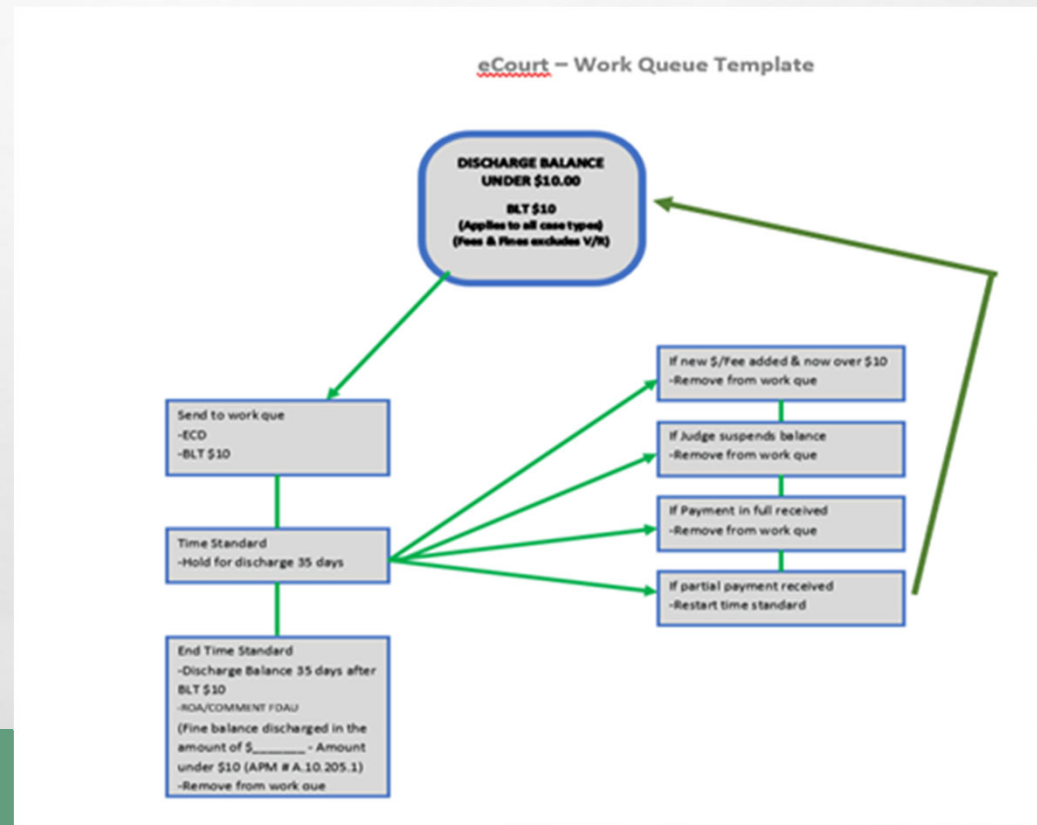 eCourt – Work Queue Template
DISCHARGE BALANCE
UNDER $10.00
BLT $10
(Applies to all case types)
(Fees & Fines excludes V/R)
Send to work que
-ECD
-BLT $10
Time Standard
-Hold for discharge 35 days
End Time Standard
-Discharge Balance 35 days after
BLT $10
-ROA/COMMENT FDAU
(Fine balance discharged in the
amount of $_______ - Amount
under $10 (APM # A.10.205.1)
-Remove from work que
If new $/Fee added & now over $10
-Remove from work que
If Judge suspends balance
-Remove from work que
If Payment in full received
-Remove from work que
If partial payment received
-Restart time standard